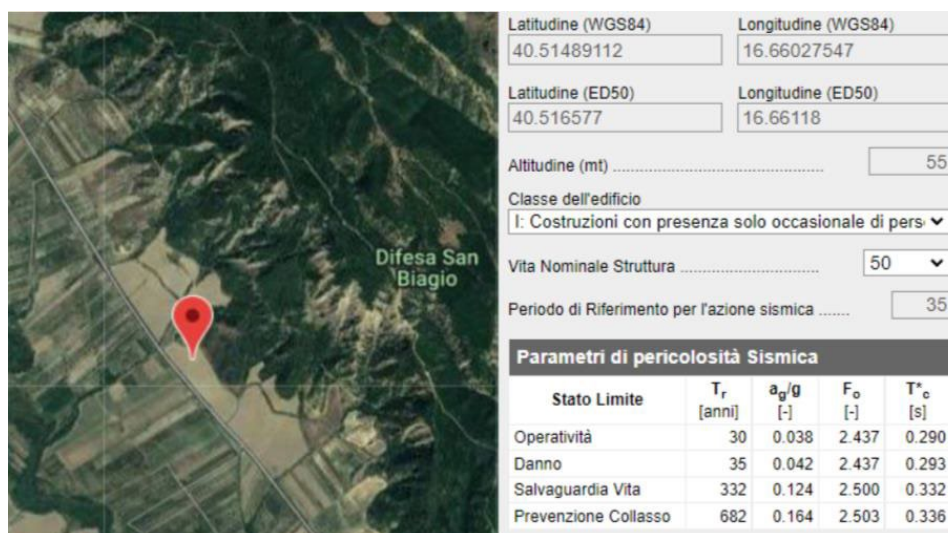 Difesa San
Biagio
Latitudine (WGS84) Longitudine (WGS84)
40.51489112 16.66027547
Latitudine (ED50) Longitudine (ED50)
40.516577 16.66118
Altitudine (mt) ...................................................... 55
Classe dell'edificio
I: Costruzioni con presenza solo occasionale di pers
Vita Nominale Struttura ................................... 50
Periodo di Riferimento per l'azione sismica ........ 35
Parametri di pericolosità Sismica
Stato Limite Tr [anni] ag/g [-] Fo [-] T*c [s]
Operatività 30 0.038 2.437 0.290
Danno 35 0.042 2.437 0.293
Salvaguardia Vita 332 0.124 2.500 0.332
Prevenzione Collasso 682 0.164 2.503 0.336